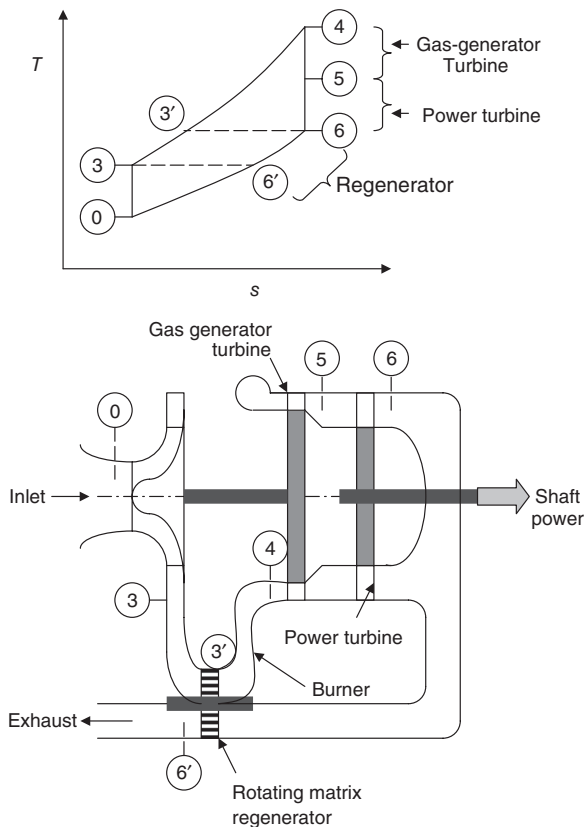 T
4
Gas-generator
Turbine
3′
5
Power turbine
3
6
6′
Regenerator
0
s
Gas generator
turbine
5
6
0
Inlet
Shaft
power
4
3
Power turbine
3′
Burner
Exhaust
6′
Rotating matrix
regenerator